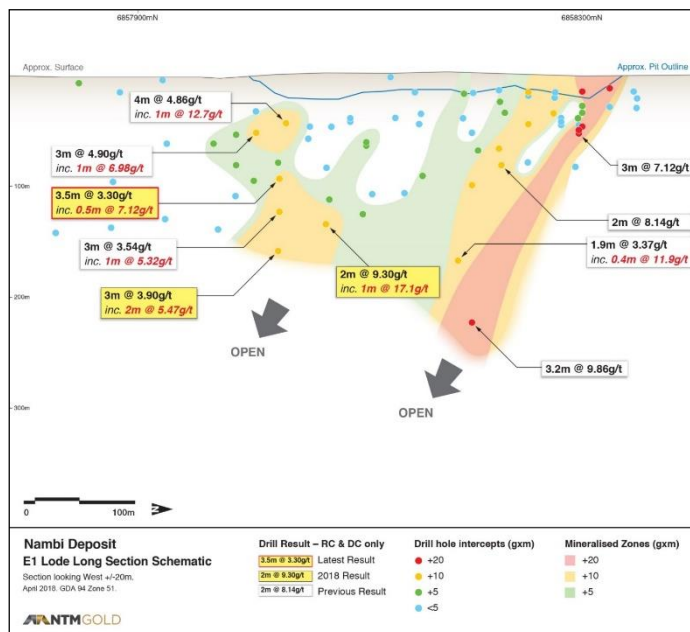 6857900mN
6858300mN
Approx. Surface
Approx. Pit Outline
4m @ 4.86g/t
inc. 1m @ 12.7g/t
3m @ 4.90g/t
inc. 1m @ 6.98g/t
3m @ 7.12g/t
100m
3.5m @ 3.30g/t
inc. 0.5m @ 7.12g/t
2m @ 8.14g/t
3m @ 3.54g/t
inc. 1m @ 5.32g/t
1.9m @ 3.37g/t
inc. 0.4m @ 11.9g/t
2m @ 9.30g/t
inc. 1m @ 17.1g/t
3m @ 3.90g/t
inc. 2m @ 5.47g/t
200m
OPEN
3.2m @ 9.86g/t
OPEN
300m
0
100m
N
Nambi Deposit
E1 Lode Long Section Schematic
Section looking West +/-20m.
April 2018. GDA 94 Zone 51.
NTMGOLD
Drill Result – RC & DC only
3.5m @ 3.30g/t Latest Result
2m @ 9.30g/t 2018 Result
2m @ 8.14g/t Previous Result
Drill hole intercepts (gxm)
+20
+10
+5
<5
Mineralised Zones (gxm)
+20
+10
+5